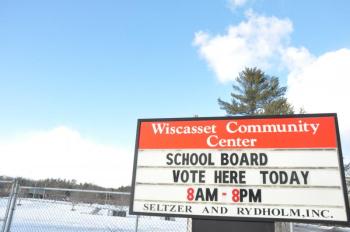 Wiscasset Community
Center
SCHOOL BOARD
VOTE HERE TODAY
8AM - 8PM
SELTZER AND RYDHOLM, INC.